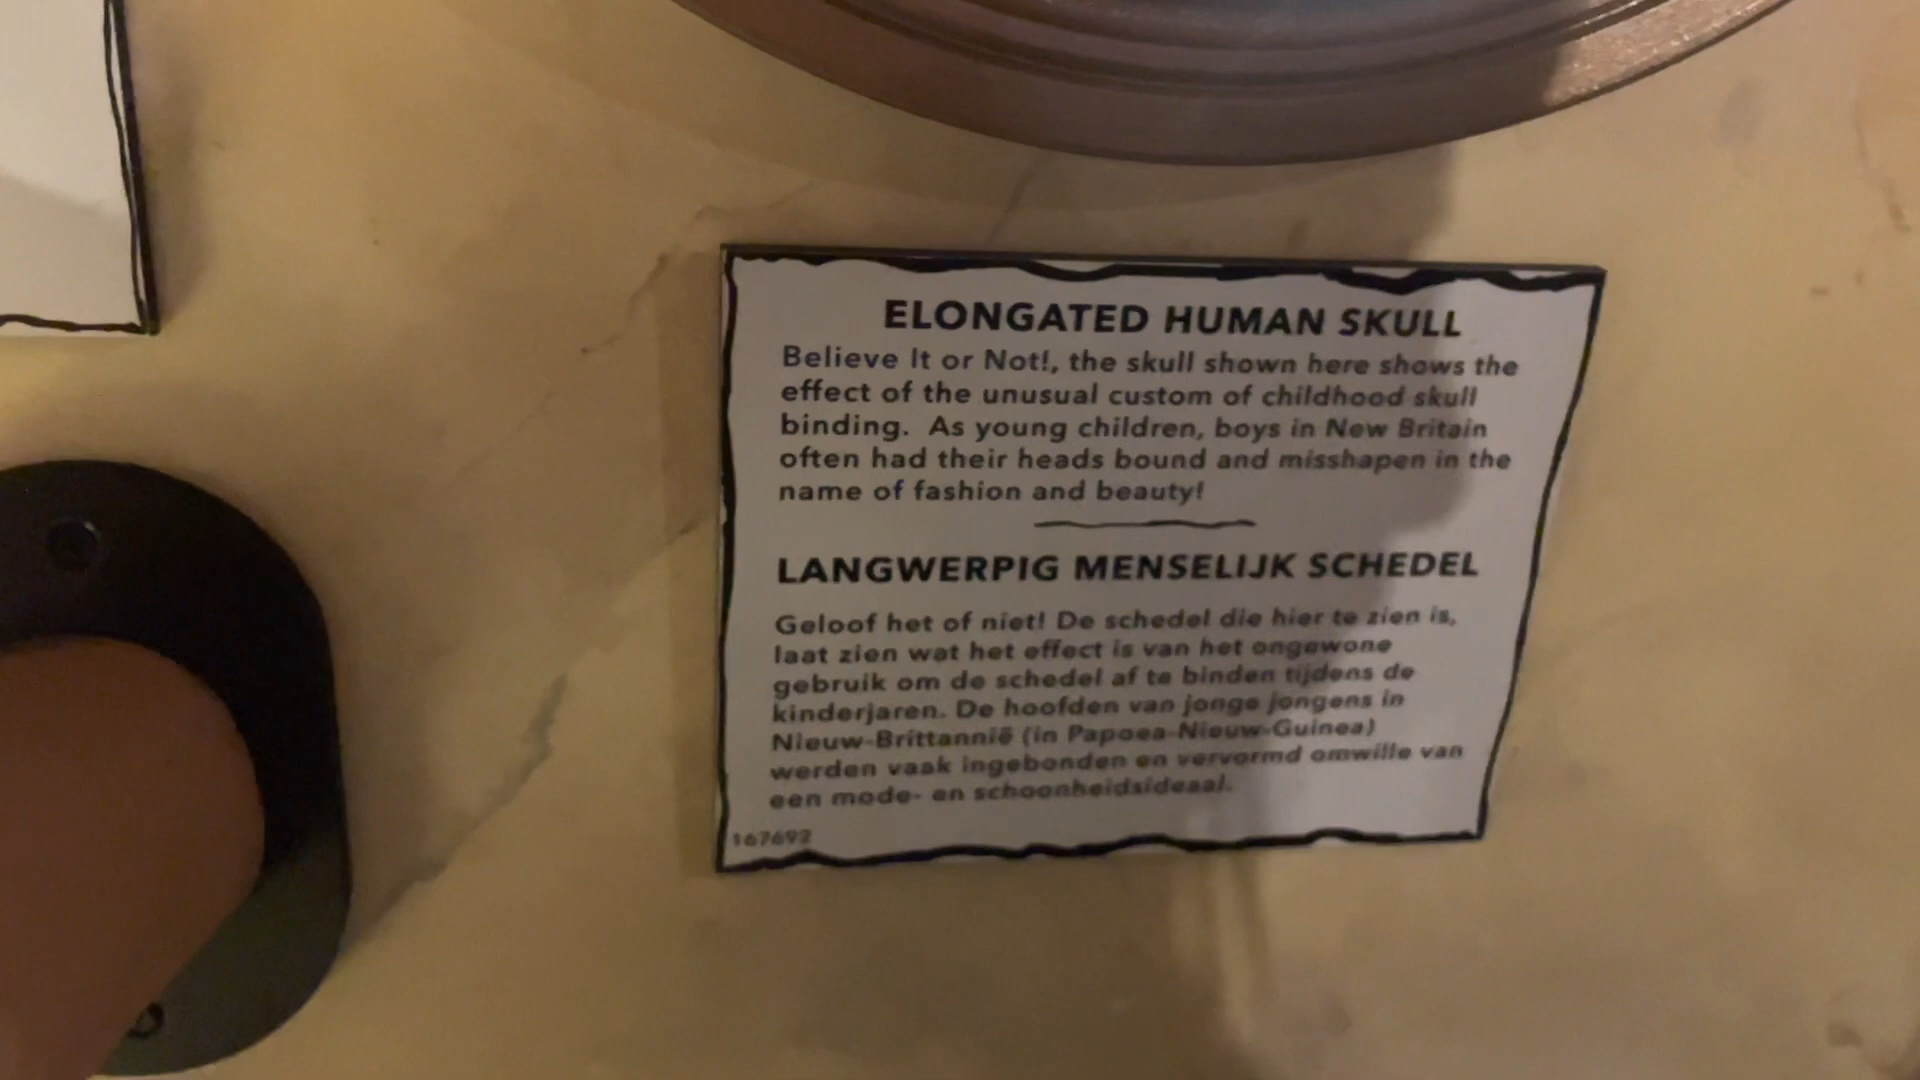 ELONGATED HUMAN SKULL
Believe It or Not!, the skull shown here shows the
effect of the unusual custom of childhood skull
binding. As young children, boys in New Britain
often had their heads bound and misshapen in the
name of fashion and beauty!
LANGWERPIG MENSELIJK SCHEDEL
Geloof het of niet! De schedel die hier te zien is,
laat zien wat het effect is van het ongewone
gebruik om de schedel af te binden tijdens de
kinderjaren. De hoofden van jonge jongens in
Nieuw-Brittannië (in Papoea-Nieuw-Guinea)
werden vaak ingebonden en vervormd omwille van
een mode- en schoonheidsideaal.
167692